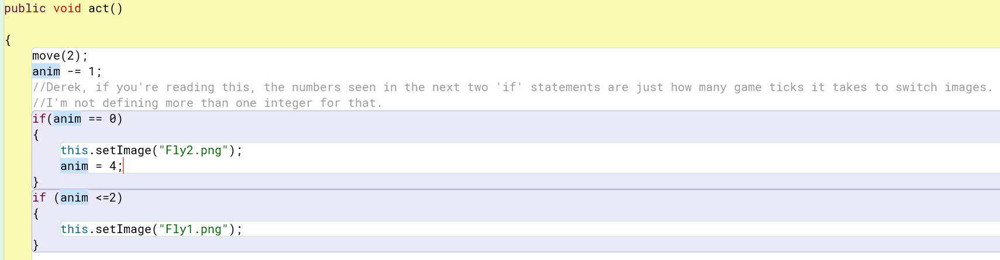 public void act()
{
move(2);
anim -= 1;
//Derek, if you're reading this, the numbers seen in the next two 'if' statements are just how many game ticks it takes to switch images.
//I'm not defining more than one integer for that.
if(anim == 0)
{
this.setImage("Fly2.png");
anim = 4;
}
if (anim <=2)
{
this.setImage("Fly1.png");
}